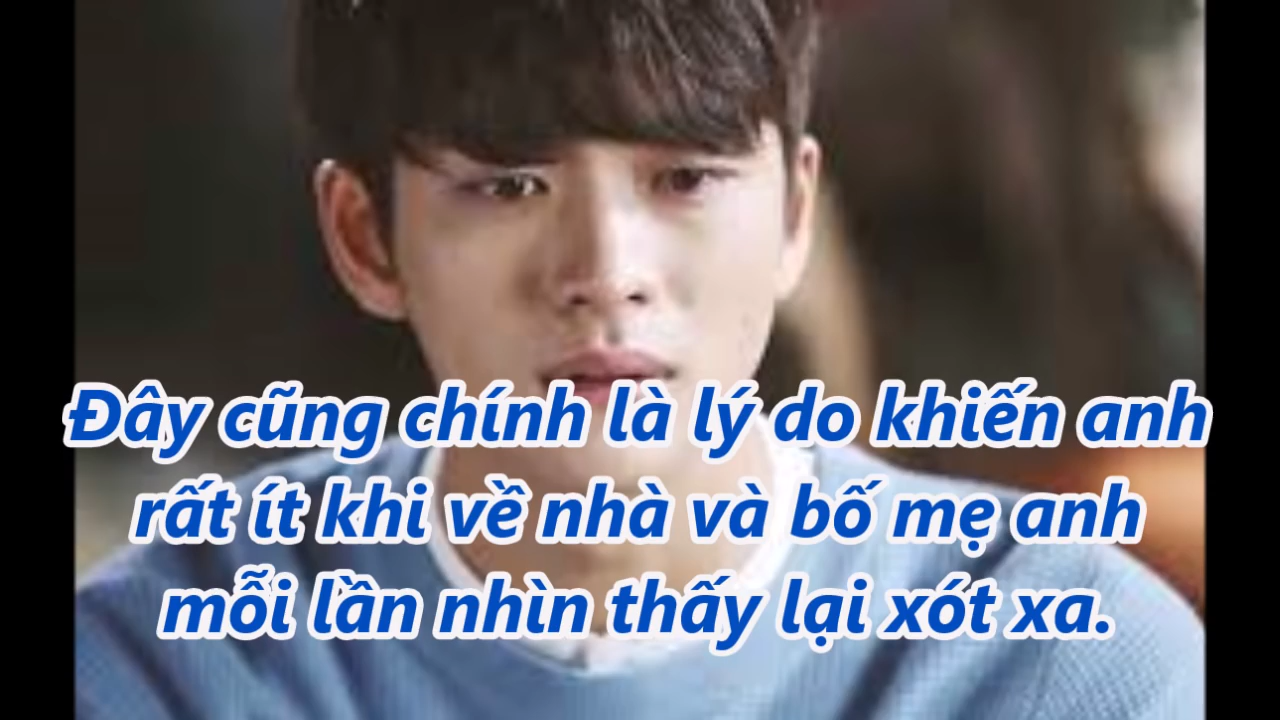 Đây cũng chính là lý do khiến anh
rất ít khi về nhà và bố mẹ anh
mỗi lần nhìn thấy lại xót xa.